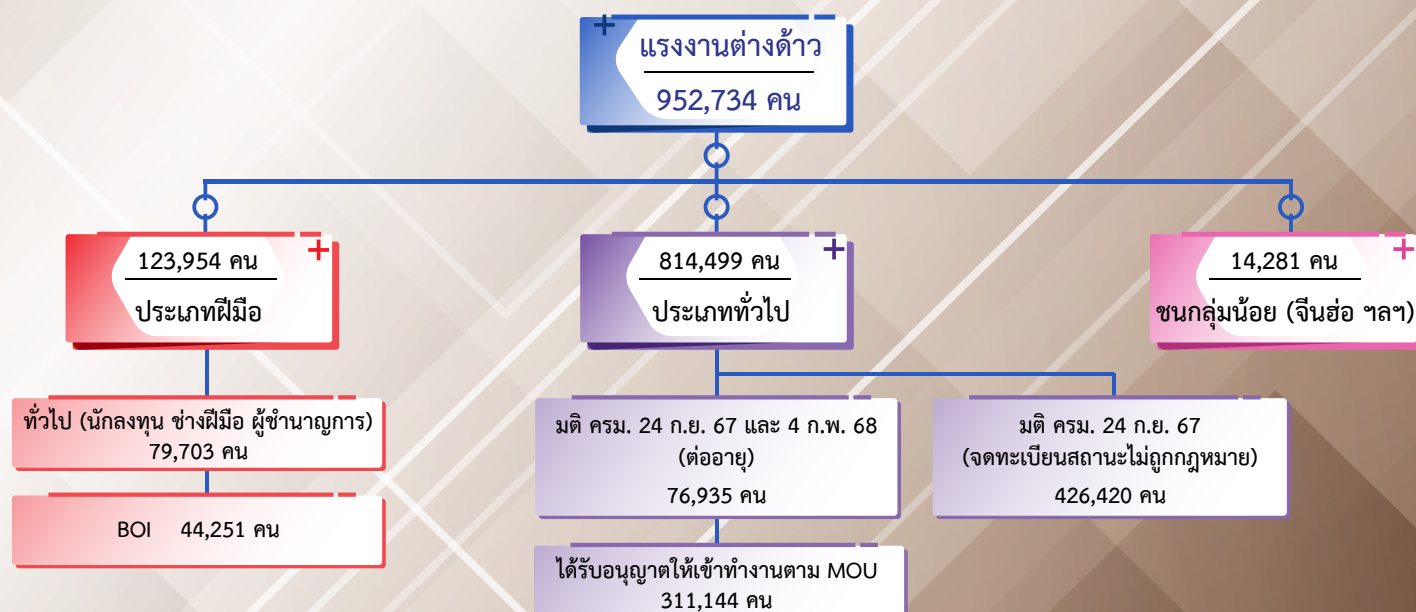 แรงงานต่างด้าว
952,734 คน
123,954 คน
ประเภทฝีมือ
814,499 คน
ประเภททั่วไป
14,281 คน
ชนกลุ่มน้อย (จีนฮ่อ ฯลฯ)
ทั่วไป (นักลงทุน ช่างฝีมือ ผู้ชำนาญการ)
79,703 คน
BOI 44,251 คน
มติ ครม. 24 ก.ย. 67 และ 4 ก.พ. 68
(ต่ออายุ)
76,935 คน
มติ ครม. 24 ก.ย. 67
(จดทะเบียนสถานะไม่ถูกกฎหมาย)
426,420 คน
ได้รับอนุญาตให้เข้าทำงานตาม MOU
311,144 คน